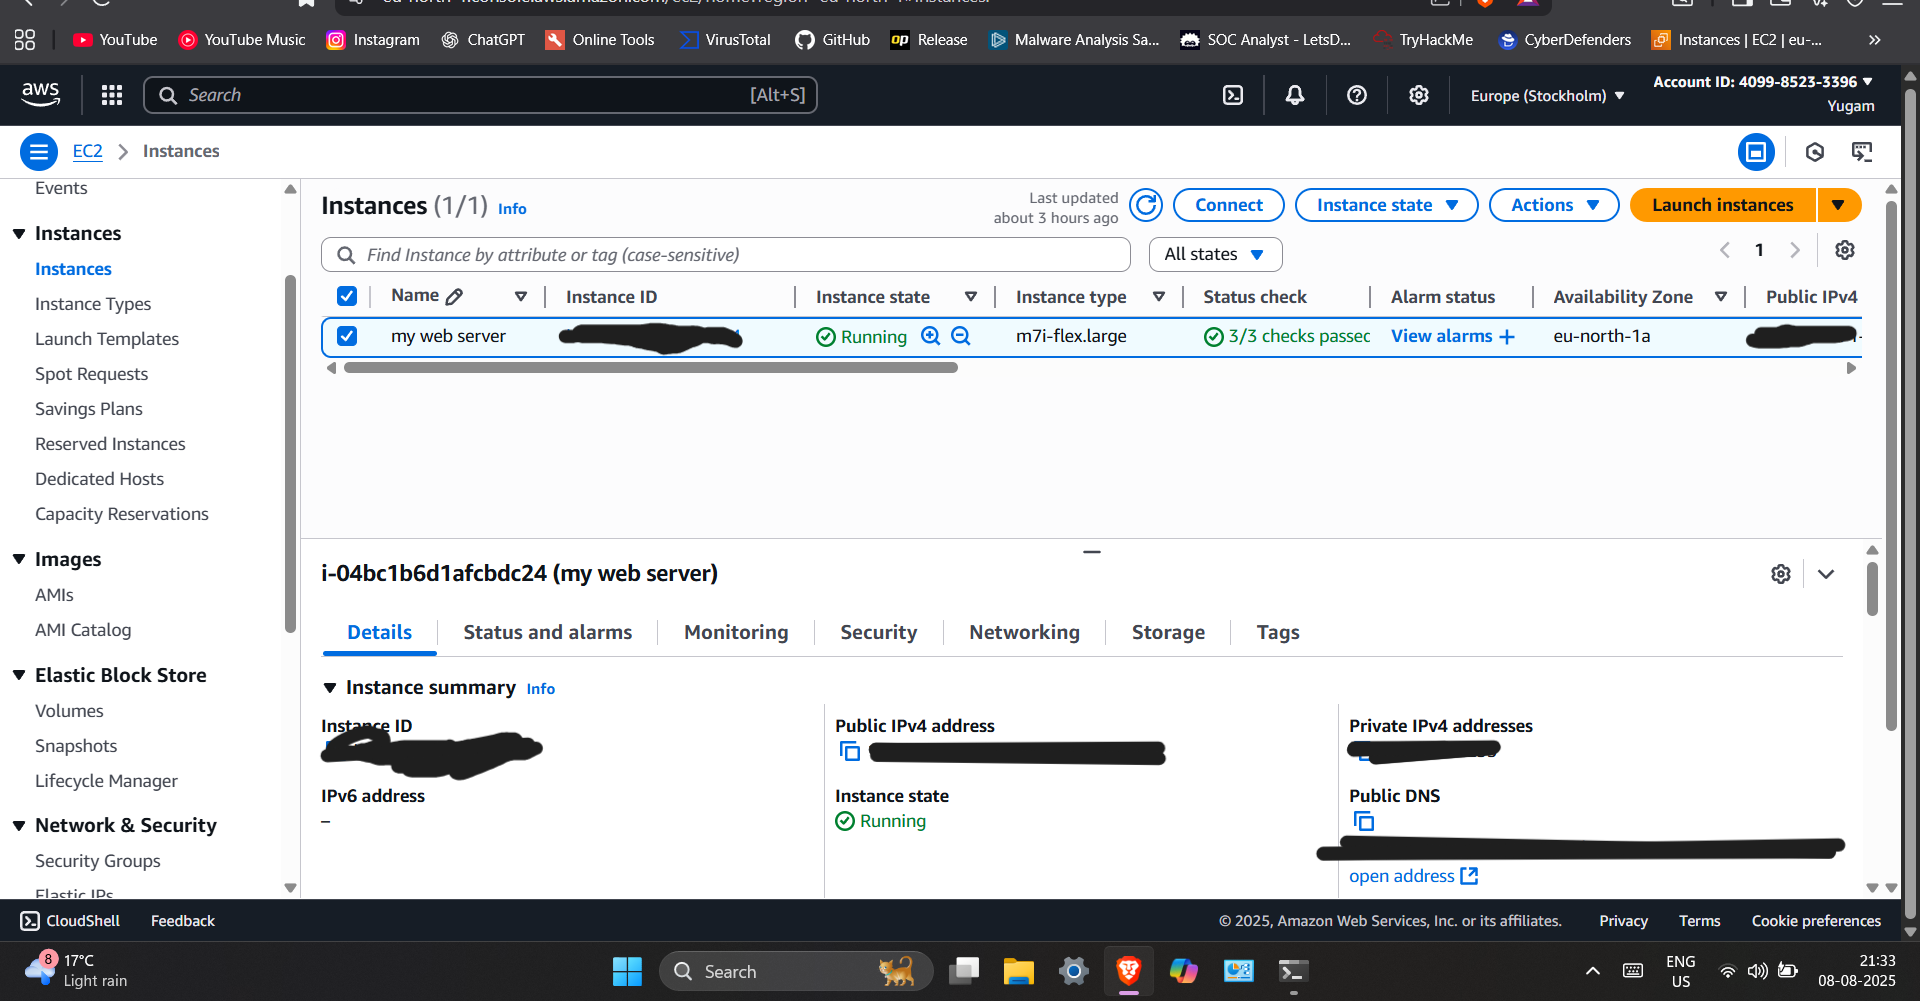 YouTube YouTube Music Instagram ChatGPT Online Tools VirusTotal GitHub op Release Malware Analysis Sa... SOC Analyst - LetsD... TryHackMe CyberDefenders Instances | EC2 | eu-... »
aws Search [Alt+S] Europe (Stockholm) Account ID: 4099-8523-3396
Yugam
EC2 Instances
Events
Instances
Instances
Instance Types
Launch Templates
Spot Requests
Savings Plans
Reserved Instances
Dedicated Hosts
Capacity Reservations
Images
AMIs
AMI Catalog
Elastic Block Store
Volumes
Snapshots
Lifecycle Manager
Network & Security
Security Groups
Elastic IPs
Instances (1/1) Info
Last updated
about 3 hours ago
Connect Instance state Actions Launch instances
Find Instance by attribute or tag (case-sensitive) All states 1
Name Instance ID Instance state Instance type Status check Alarm status Availability Zone Public IPv4
my web server Running m7i-flex.large 3/3 checks passed View alarms + eu-north-1a
i-04bc1b6d1afcbdc24 (my web server)
Details Status and alarms Monitoring Security Networking Storage Tags
Instance summary Info
Instance ID
Public IPv4 address
Private IPv4 addresses
IPv6 address
–
Instance state
Running
Public DNS
open address
CloudShell Feedback © 2025, Amazon Web Services, Inc. or its affiliates. Privacy Terms Cookie preferences
8 17°C
Light rain
Search
ENG
US
21:33
08-08-2025